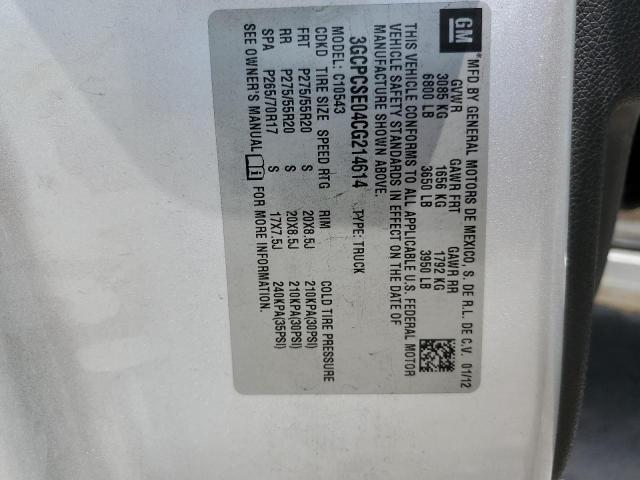 GM
*MFD BY GENERAL MOTORS DE MEXICO, S. DE R.L. DE C.V. 01/12
GVWR GAWR FRT GAWR RR
3085 KG 1656 KG 1792 KG
6800 LB 3650 LB 3950 LB
THIS VEHICLE CONFORMS TO ALL APPLICABLE U.S. FEDERAL MOTOR
VEHICLE SAFETY STANDARDS IN EFFECT ON THE DATE OF
MANUFACTURE SHOWN ABOVE.
3GCPCSE04CG214614 TYPE: TRUCK
MODEL: C10543
CDKD TIRE SIZE SPEED RTG RIM COLD TIRE PRESSURE
FRT P275/55R20 S 20X8.5J 210KPA(30PSI)
RR P275/55R20 S 20X8.5J 210KPA(30PSI)
SPA P265/70R17 S 17X7.5J 240KPA(35PSI)
SEE OWNER'S MANUAL i FOR MORE INFORMATION.